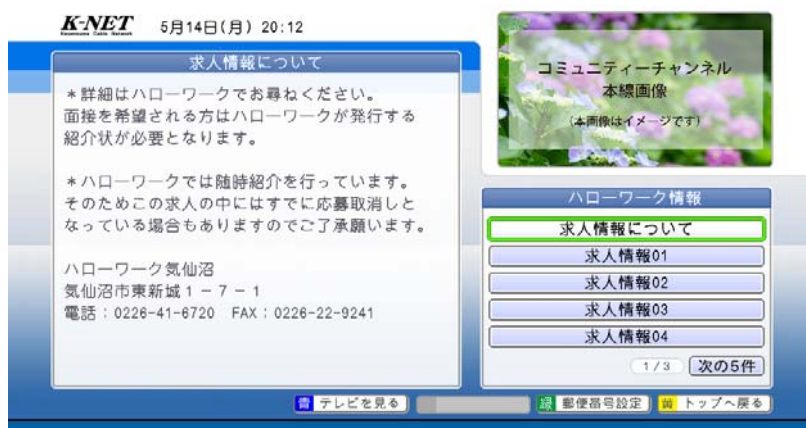 K-NET
Kesennuma Cable Network
5月14日(月) 20:12
求人情報について
*詳細はハローワークでお尋ねください。
面接を希望される方はハローワークが発行する
紹介状が必要となります。
*ハローワークでは随時紹介を行っています。
そのためこの求人の中にはすでに応募取消しと
なっている場合もありますのでご了承願います。
ハローワーク気仙沼
気仙沼市東新城1-7-1
電話:0226-41-6720 FAX:0226-22-9241
コミュニティーチャンネル
本線画像
(本画像はイメージです)
ハローワーク情報
求人情報について
求人情報01
求人情報02
求人情報03
求人情報04
1/3 次の5件
青 テレビを見る 緑 郵便番号設定 黄 トップへ戻る